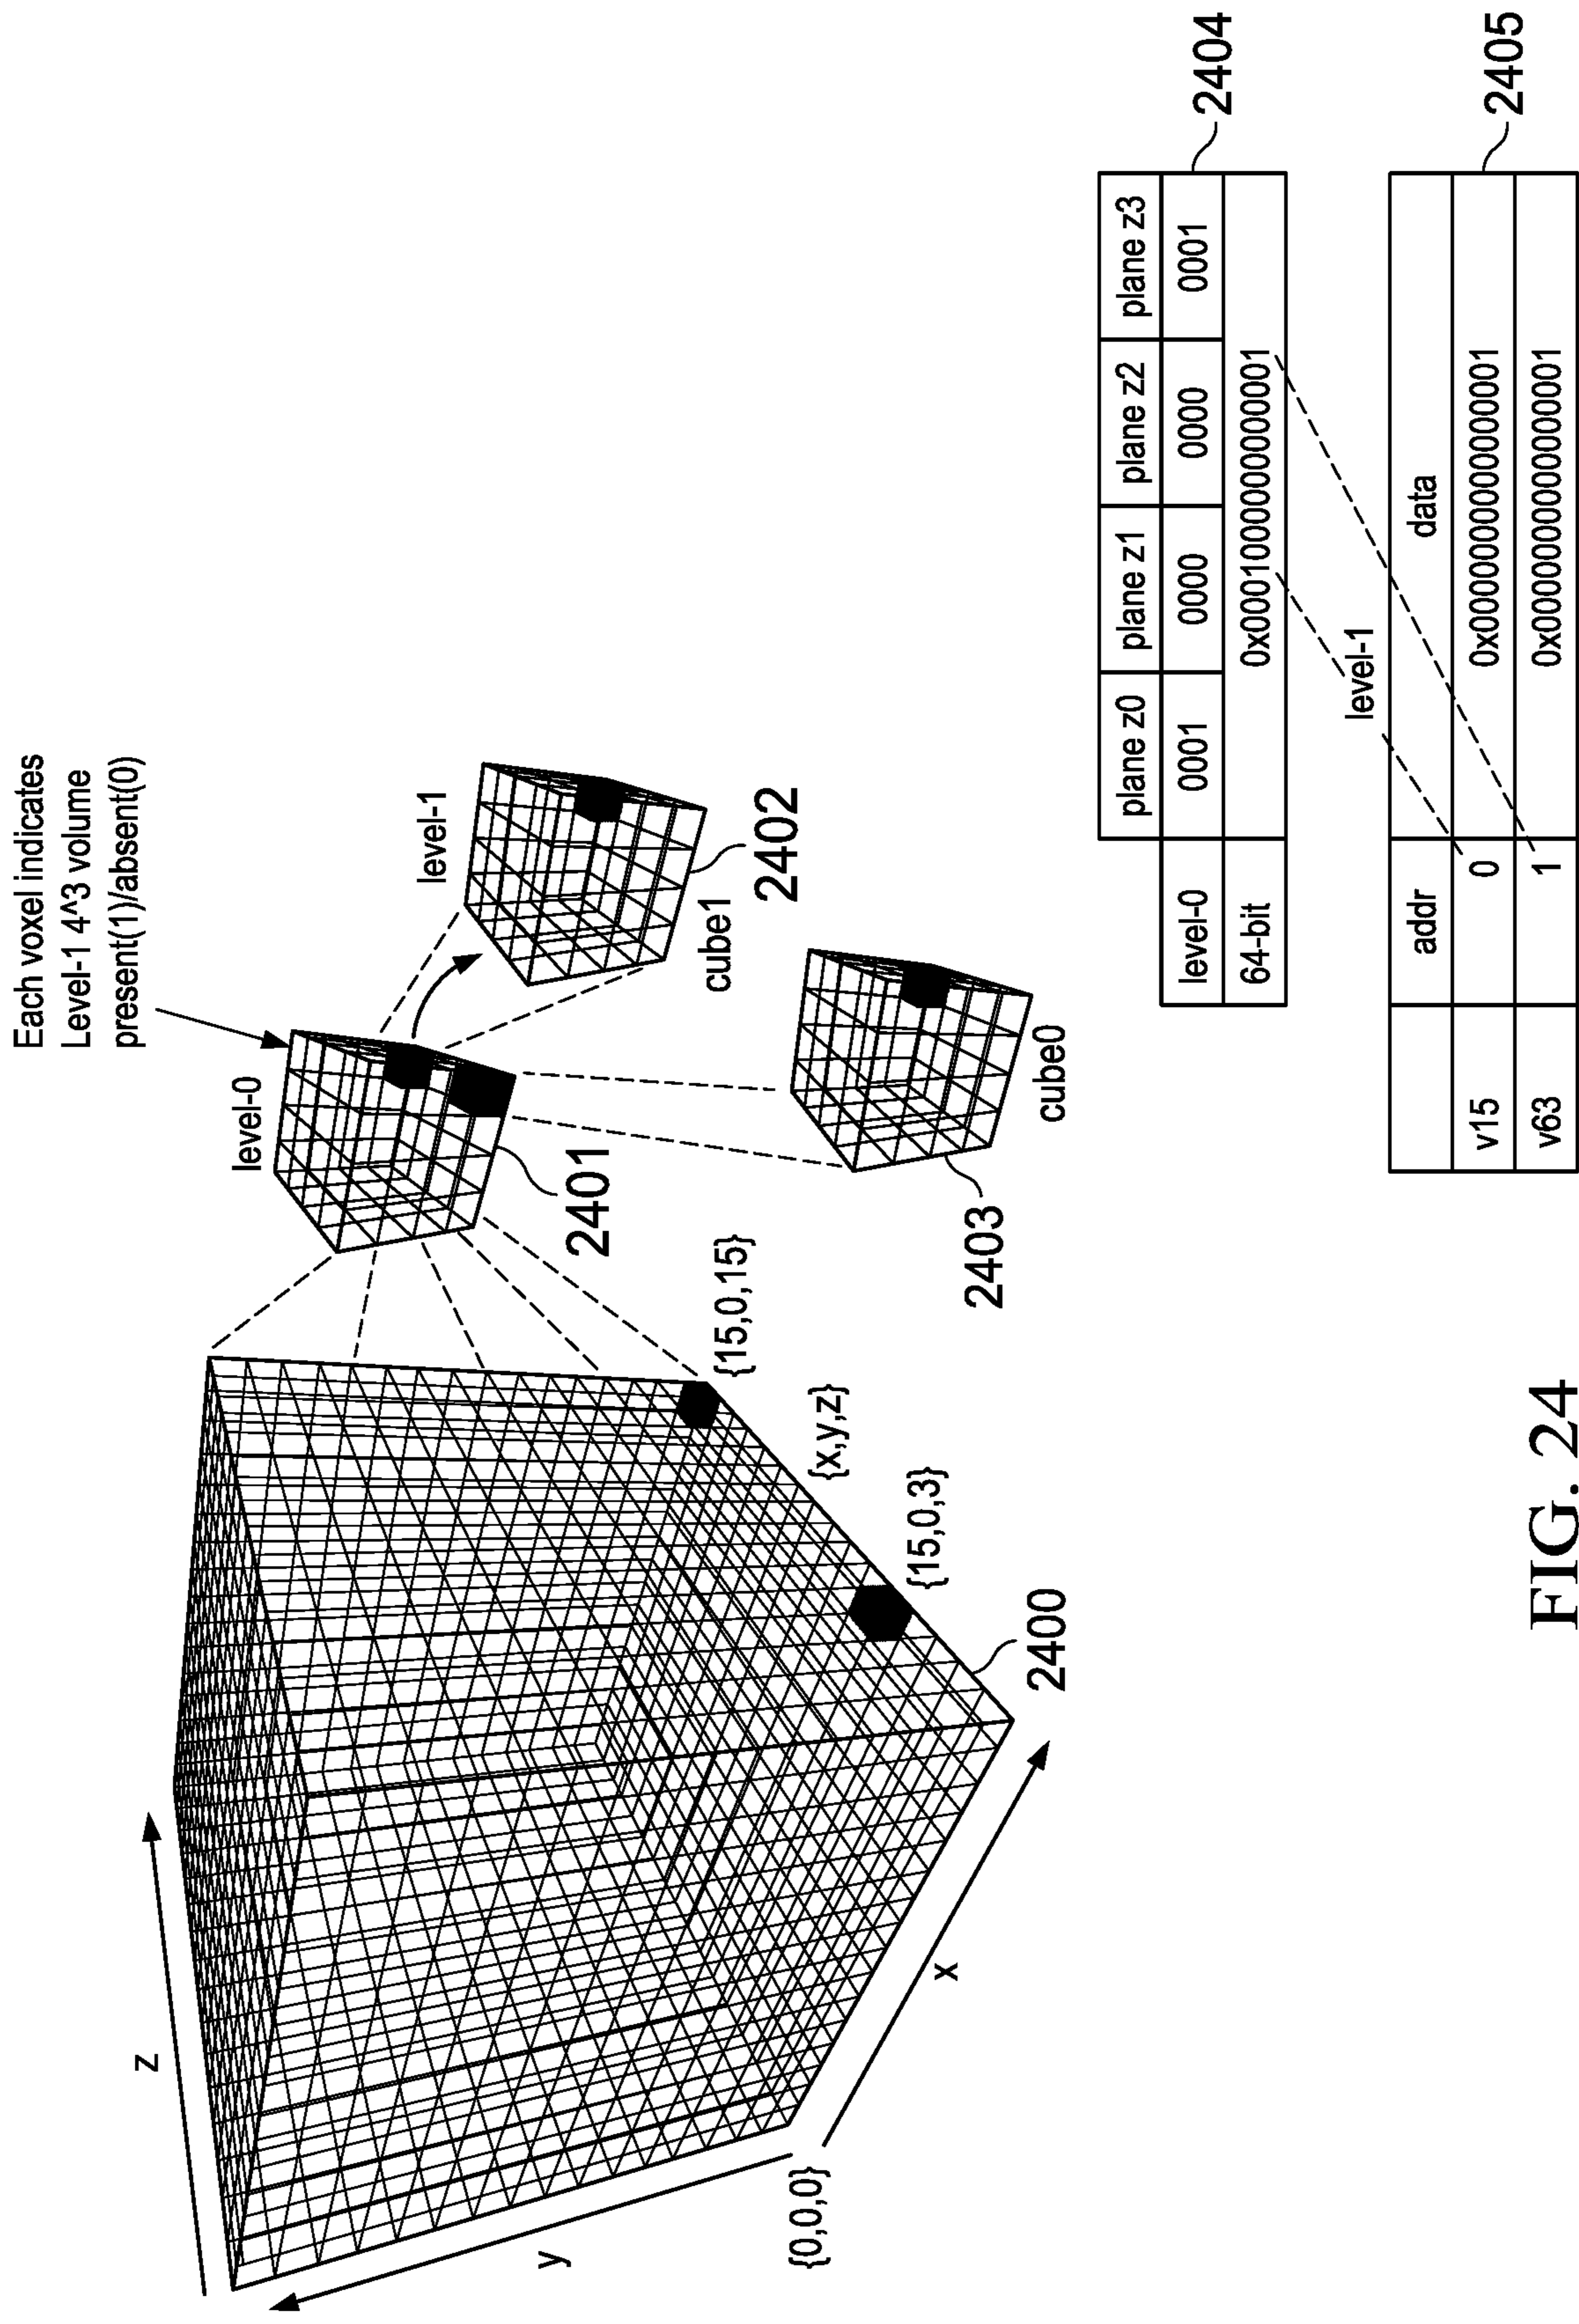 Each voxel indicates
Level-1 4^3 volume
present(1)/absent(0)
z
y
x
{0,0,0}
{15,0,3}
{x,y,z}
{15,0,15}
2400
level-0
2401
level-1
cube1
2402
2403
cube0
plane z0 plane z1 plane z2 plane z3
level-0 0001 0000 0000 0001
2404
64-bit 0x0001000000000001
level-1
addr data
v15 0 0x0000000000000001
2405
v63 1 0x0000000000000001
FIG. 24